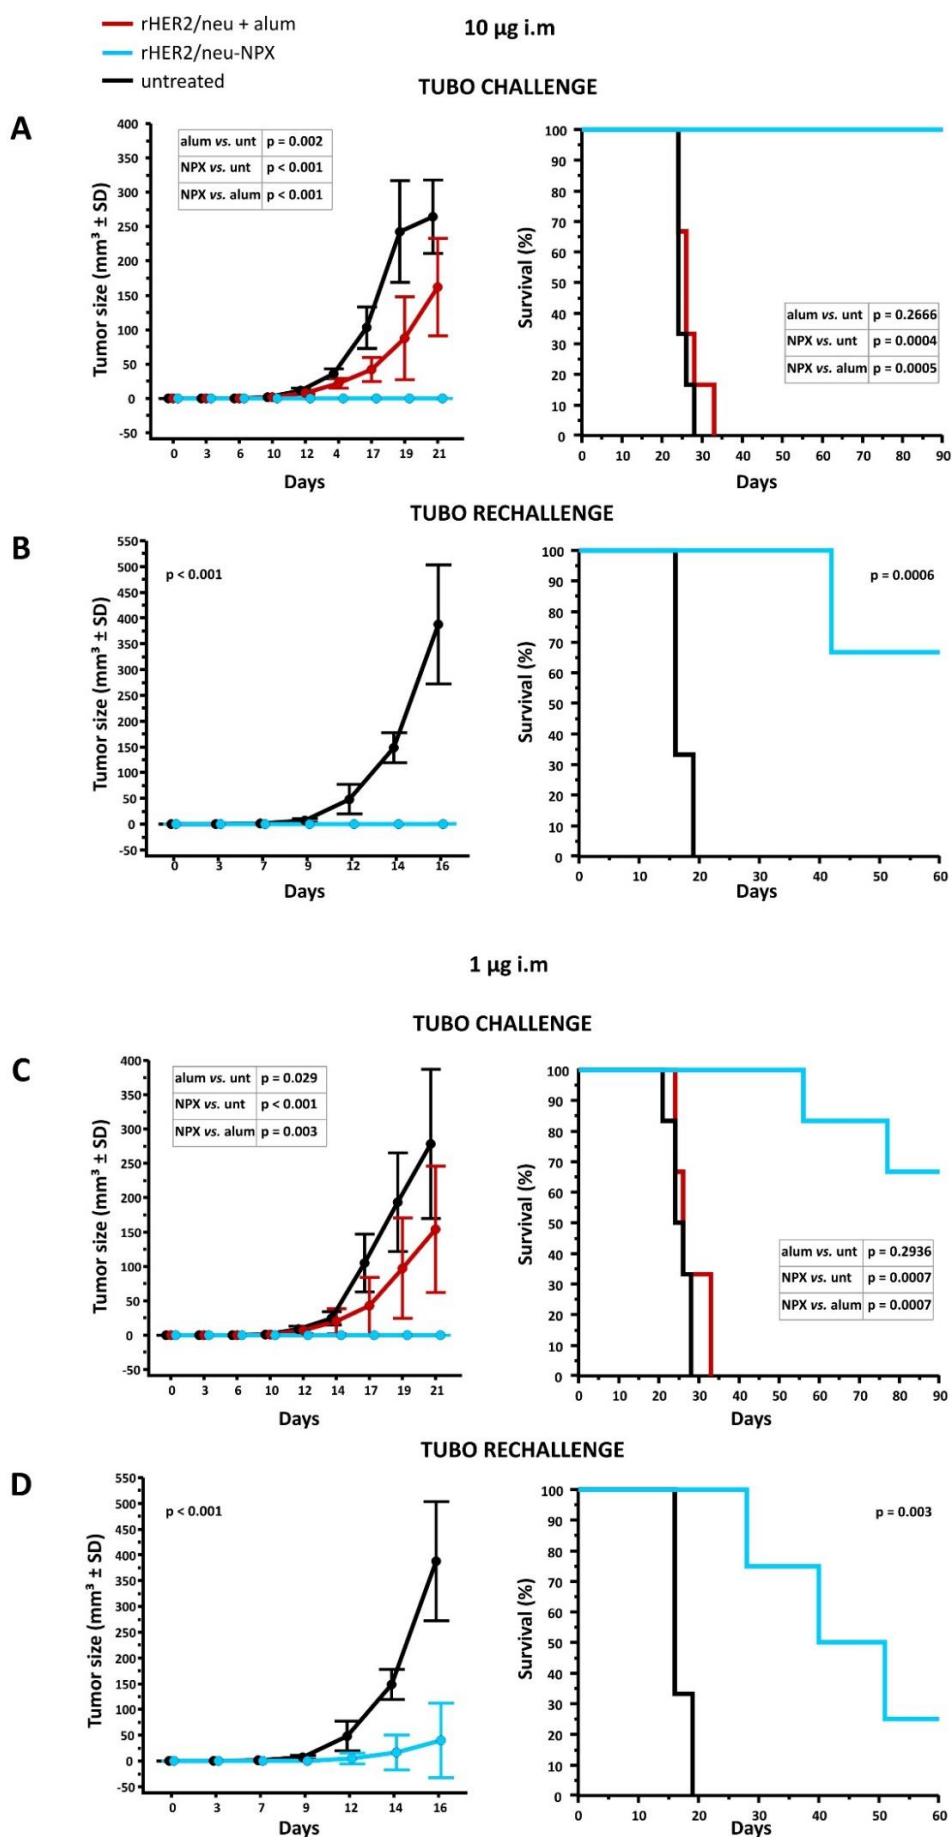 rHER2/neu + alum
rHER2/neu-NPX
untreated
10 µg i.m
TUBO CHALLENGE
A
Tumor size (mm³ ± SD)
400
350
300
250
200
150
100
50
0
-50
alum vs. unt p = 0.002
NPX vs. unt p < 0.001
NPX vs. alum p < 0.001
0 3 6 10 12 4 17 19 21
Days
Survival (%)
100
90
80
70
60
50
40
30
20
10
0
alum vs. unt p = 0.2666
NPX vs. unt p = 0.0004
NPX vs. alum p = 0.0005
0 10 20 30 40 50 60 70 80 90
Days
TUBO RECHALLENGE
B
Tumor size (mm³ ± SD)
550
500
450
400
350
300
250
200
150
100
50
0
-50
p < 0.001
0 3 7 9 12 14 16
Days
Survival (%)
100
90
80
70
60
50
40
30
20
10
0
p = 0.0006
0 10 20 30 40 50 60
Days
1 µg i.m
TUBO CHALLENGE
C
Tumor size (mm³ ± SD)
400
350
300
250
200
150
100
50
0
-50
alum vs. unt p = 0.029
NPX vs. unt p < 0.001
NPX vs. alum p = 0.003
0 3 6 10 12 14 17 19 21
Days
Survival (%)
100
90
80
70
60
50
40
30
20
10
0
alum vs. unt p = 0.2936
NPX vs. unt p = 0.0007
NPX vs. alum p = 0.0007
0 10 20 30 40 50 60 70 80 90
Days
TUBO RECHALLENGE
D
Tumor size (mm³ ± SD)
550
500
450
400
350
300
250
200
150
100
50
0
-50
p < 0.001
0 3 7 9 12 14 16
Days
Survival (%)
100
90
80
70
60
50
40
30
20
10
0
p = 0.003
0 10 20 30 40 50 60
Days